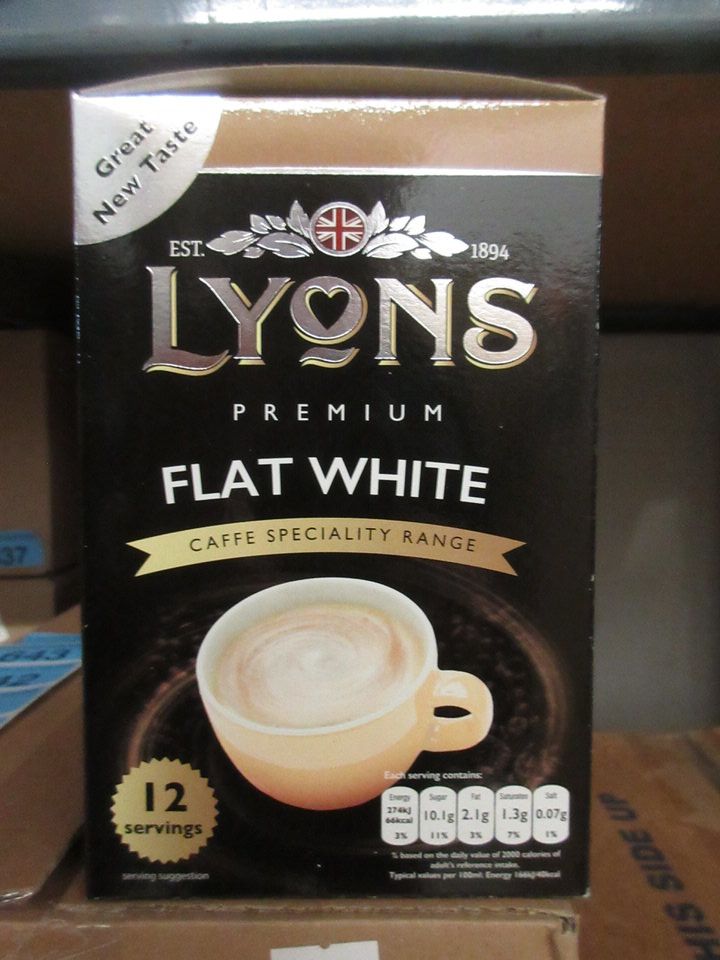 Great
New Taste
EST. 1894
LYONS
PREMIUM
FLAT WHITE
CAFFE SPECIALITY RANGE
12
servings
serving suggestion
Each serving contains:
Energy Sugar Fat Saturates Salt
274kJ
66kcal 10.1g 2.1g 1.3g 0.07g
3% 11% 3% 7% 1%
% based on the daily value of 2000 calories of
adult's reference intake.
Typical values per 100ml: Energy 166kJ/40kcal
37
643
42
THIS SIDE UP